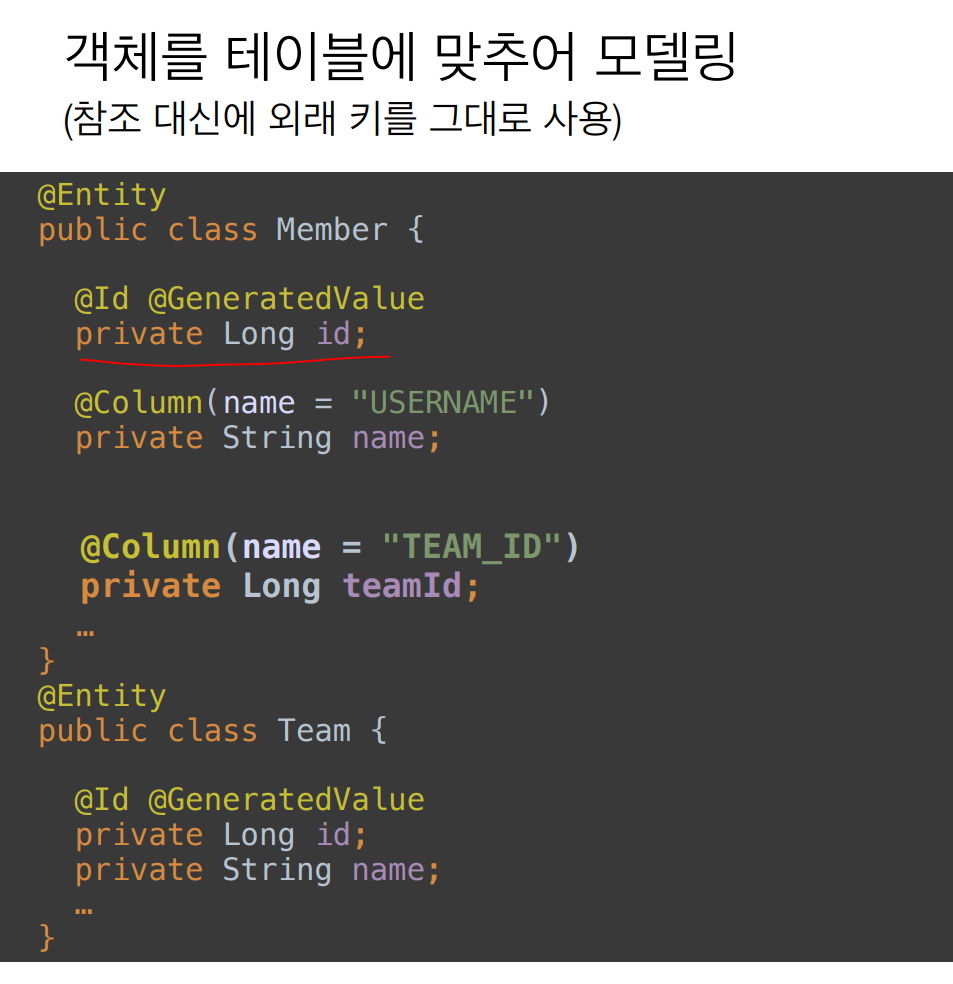 객체를 테이블에 맞추어 모델링
(참조 대신에 외래 키를 그대로 사용)
@Entity
public class Member {
@Id @GeneratedValue
private Long id;
@Column(name = "USERNAME")
private String name;
@Column(name = "TEAM_ID")
private Long teamId;
…
}
@Entity
public class Team {
@Id @GeneratedValue
private Long id;
private String name;
…
}